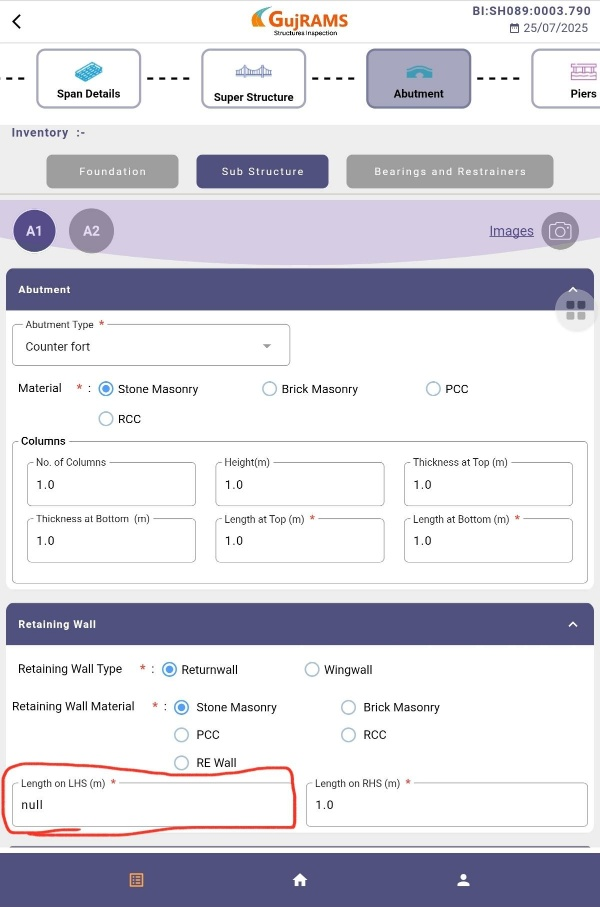 GujRAMS
Structures Inspection
BI:SH089:0003.790
25/07/2025
Span Details
Super Structure
Abutment
Piers
Inventory :-
Foundation
Sub Structure
Bearings and Restrainers
A1
A2
Images
Abutment
Abutment Type *
Counter fort
Material * : Stone Masonry Brick Masonry PCC
RCC
Columns
No. of Columns Height(m) Thickness at Top (m)
1.0 1.0 1.0
Thickness at Bottom (m) Length at Top (m) * Length at Bottom (m) *
1.0 1.0 1.0
Retaining Wall
Retaining Wall Type * : Returnwall Wingwall
Retaining Wall Material * : Stone Masonry Brick Masonry
PCC RCC
RE Wall
Length on LHS (m) * Length on RHS (m) *
null 1.0